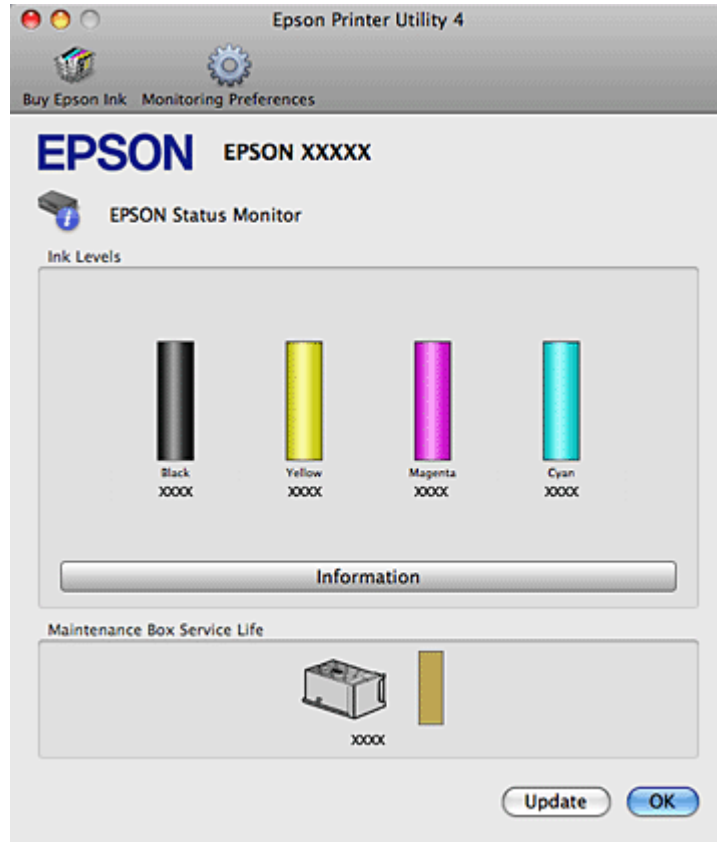 Epson Printer Utility 4
Buy Epson Ink Monitoring Preferences
EPSON EPSON XXXXX
EPSON Status Monitor
Ink Levels
Black Yellow Magenta Cyan
XXXX XXXX XXXX XXXX
Information
Maintenance Box Service Life
XXXX
Update OK